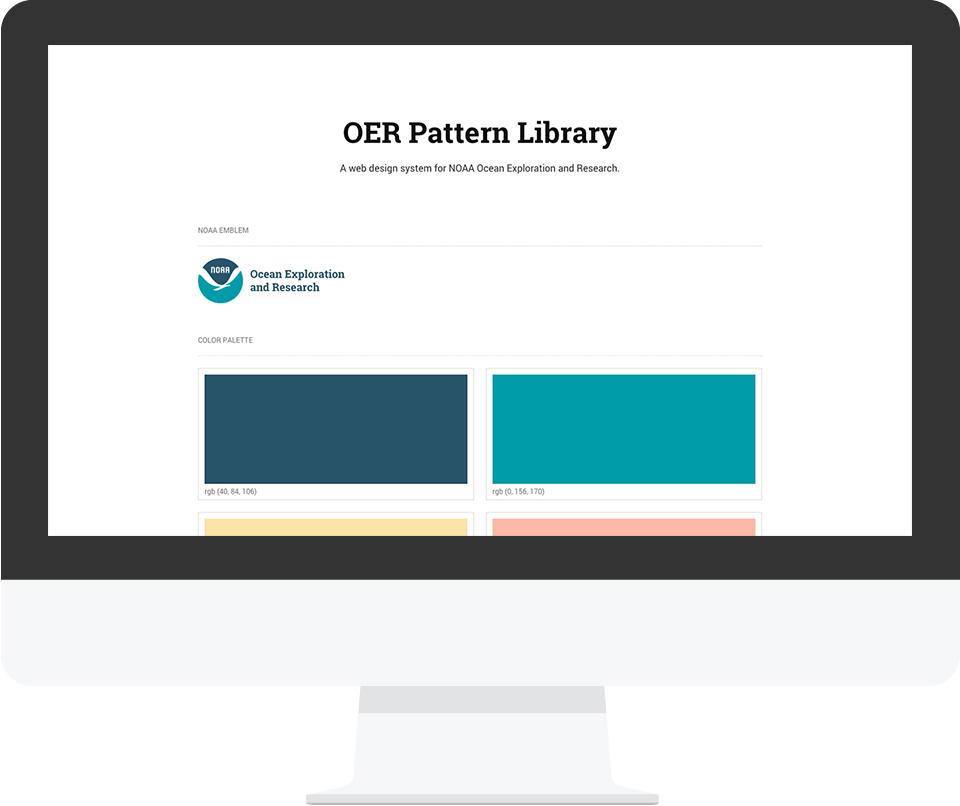 OER Pattern Library
A web design system for NOAA Ocean Exploration and Research.
NOAA EMBLEM
NOAA
Ocean Exploration
and Research
COLOR PALETTE
rgb (40, 84, 106)
rgb (0, 156, 170)